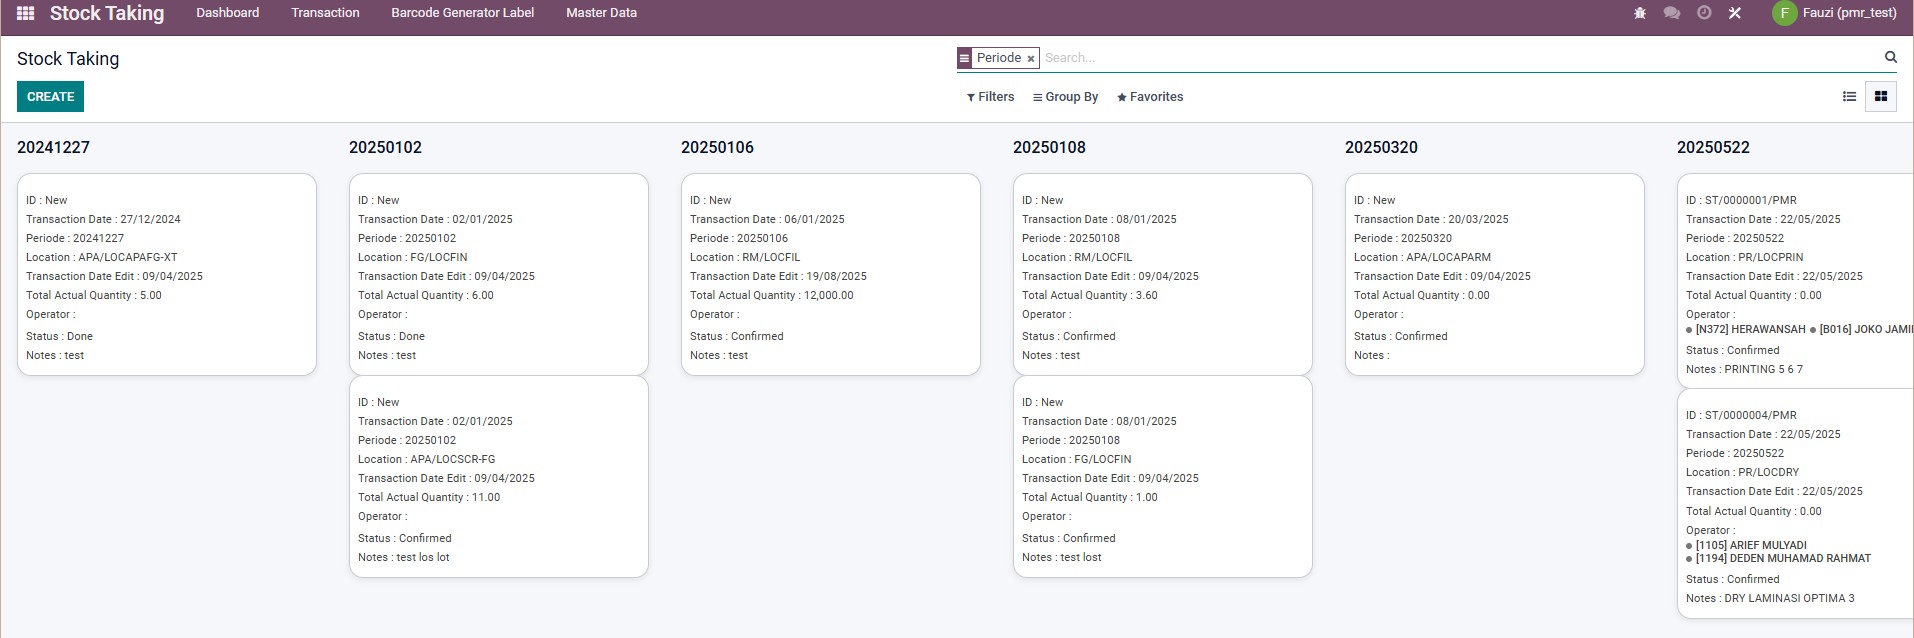 Stock Taking Dashboard Transaction Barcode Generator Label Master Data F Fauzi (pmr_test)
Stock Taking
Periode × Search...
CREATE
Filters Group By Favorites
20241227
ID : New
Transaction Date : 27/12/2024
Periode : 20241227
Location : APA/LOCAPAFG-XT
Transaction Date Edit : 09/04/2025
Total Actual Quantity : 5.00
Operator :
Status : Done
Notes : test
20250102
ID : New
Transaction Date : 02/01/2025
Periode : 20250102
Location : FG/LOCFIN
Transaction Date Edit : 09/04/2025
Total Actual Quantity : 6.00
Operator :
Status : Done
Notes : test
ID : New
Transaction Date : 02/01/2025
Periode : 20250102
Location : APA/LOCSCR-FG
Transaction Date Edit : 09/04/2025
Total Actual Quantity : 11.00
Operator :
Status : Confirmed
Notes : test los lot
20250106
ID : New
Transaction Date : 06/01/2025
Periode : 20250106
Location : RM/LOCFIL
Transaction Date Edit : 19/08/2025
Total Actual Quantity : 12,000.00
Operator :
Status : Confirmed
Notes : test
20250108
ID : New
Transaction Date : 08/01/2025
Periode : 20250108
Location : RM/LOCFIL
Transaction Date Edit : 09/04/2025
Total Actual Quantity : 3.60
Operator :
Status : Confirmed
Notes : test
ID : New
Transaction Date : 08/01/2025
Periode : 20250108
Location : FG/LOCFIN
Transaction Date Edit : 09/04/2025
Total Actual Quantity : 1.00
Operator :
Status : Confirmed
Notes : test lost
20250320
ID : New
Transaction Date : 20/03/2025
Periode : 20250320
Location : APA/LOCAPARM
Transaction Date Edit : 09/04/2025
Total Actual Quantity : 0.00
Operator :
Status : Confirmed
Notes :
20250522
ID : ST/0000001/PMR
Transaction Date : 22/05/2025
Periode : 20250522
Location : PR/LOCPRIN
Transaction Date Edit : 22/05/2025
Total Actual Quantity : 0.00
Operator :
[N372] HERAWANSAH [B016] JOKO
Status : Confirmed
Notes : PRINTING 5 6 7
ID : ST/0000004/PMR
Transaction Date : 22/05/2025
Periode : 20250522
Location : PR/LOCDRY
Transaction Date Edit : 22/05/2025
Total Actual Quantity : 0.00
Operator :
[1105] ARIEF MULYADI
[1194] DEDEN MUHAMAD RAHMAT
Status : Confirmed
Notes : DRY LAMINASI OPTIMA 3